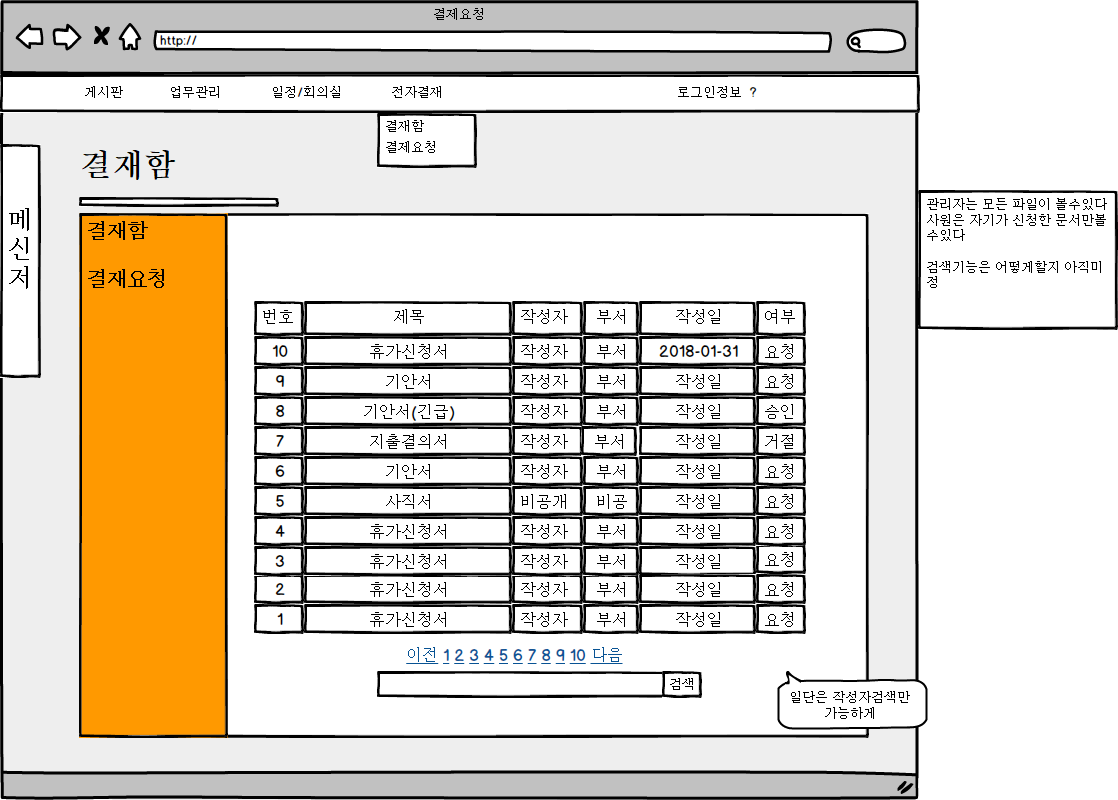 결제요청
http://
게시판 업무관리 일정/회의실 전자결재 로그인정보 ?
결재함
결제요청
결재함
메신저
관리자는 모든 파일이 볼수있다
사원은 자기가 신청한 문서만볼
수있다
검색기능은 어떻게할지 아직미
정
결재함
결재요청
번호 제목 작성자 부서 작성일 여부
10 휴가신청서 작성자 부서 2018-01-31 요청
9 기안서 작성자 부서 작성일 요청
8 기안서(긴급) 작성자 부서 작성일 승인
7 지출결의서 작성자 부서 작성일 거절
6 기안서 작성자 부서 작성일 요청
5 사직서 비공개 비공 작성일 요청
4 휴가신청서 작성자 부서 작성일 요청
3 휴가신청서 작성자 부서 작성일 요청
2 휴가신청서 작성자 부서 작성일 요청
1 휴가신청서 작성자 부서 작성일 요청
이전 1 2 3 4 5 6 7 8 9 10 다음
검색
일단은 작성자검색만
가능하게